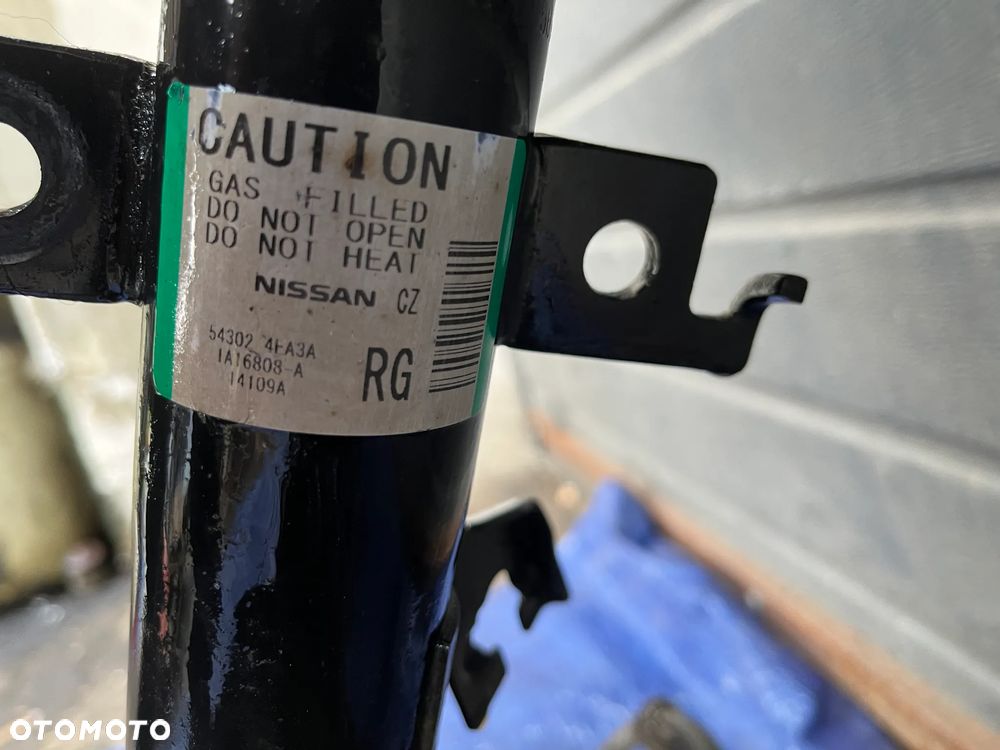 CAUTION
GAS FILLED
DO NOT OPEN
DO NOT HEAT
NISSAN CZ
54302 4EA3A
1A16808-A
14109A
RG
OTOMOTO